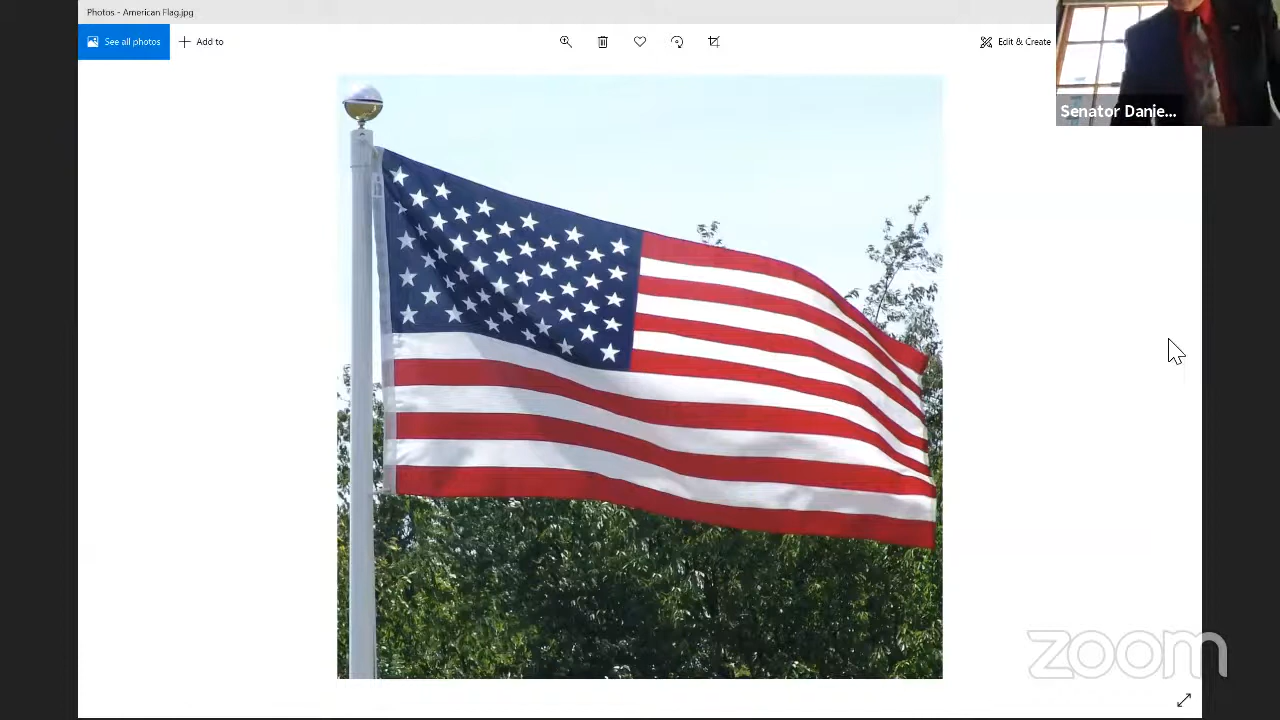 Photos - American Flag.jpg
See all photos
Add to
Edit & Create
Senator Danie...
zoom